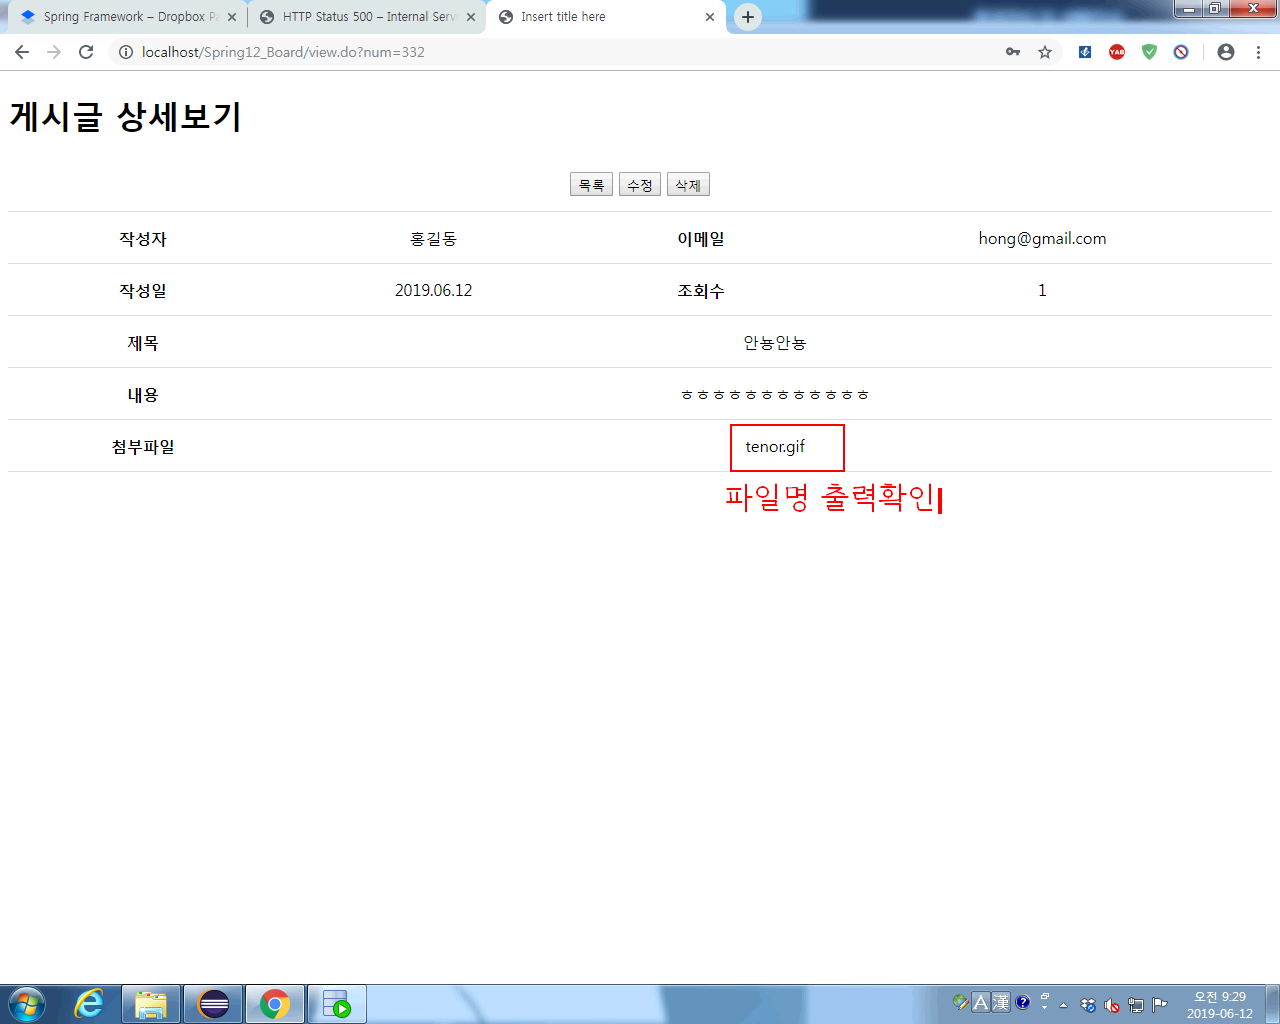 Spring Framework – Dropbox Pa
HTTP Status 500 – Internal Serve
Insert title here
localhost/Spring12_Board/view.do?num=332
YAB
게시글 상세보기
목록 수정 삭제
작성자 홍길동 이메일 hong@gmail.com
작성일 2019.06.12 조회수 1
제목 안뇽안뇽
내용 ㅎㅎㅎㅎㅎㅎㅎㅎㅎㅎㅎㅎ
첨부파일 tenor.gif
파일명 출력확인
A 漢
오전 9:29
2019-06-12